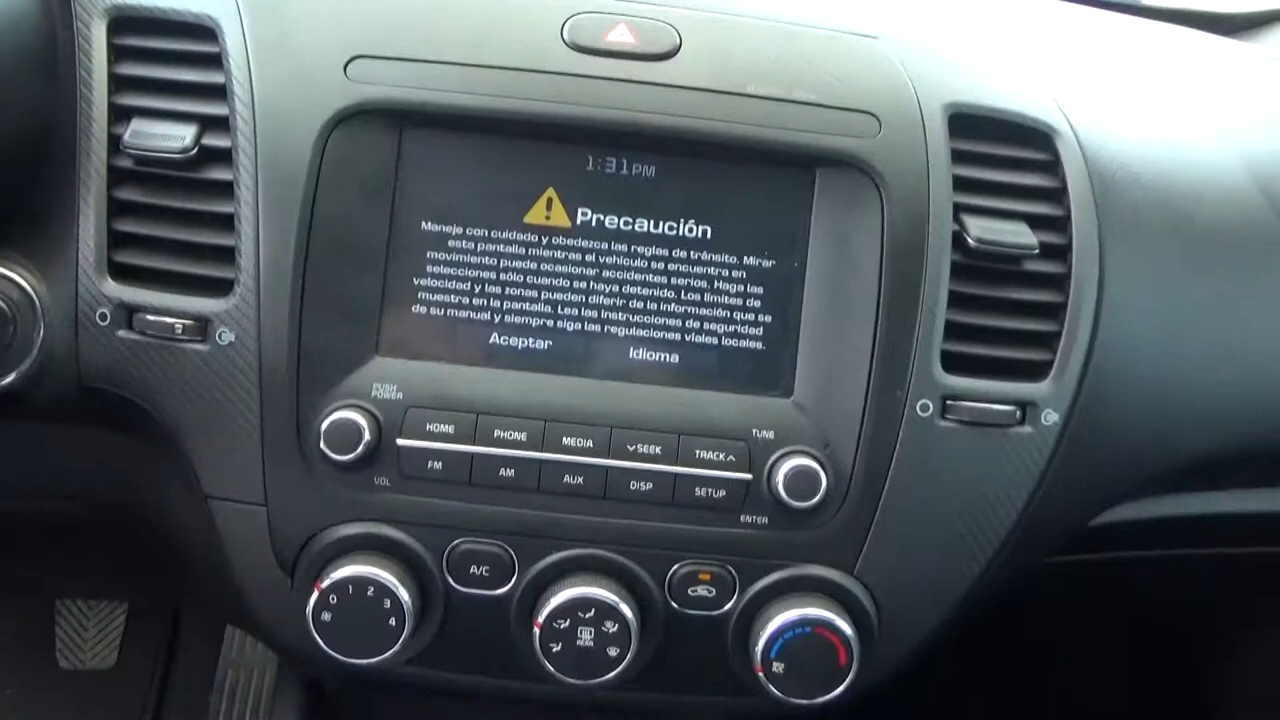 1:31PM
Precaución
Maneje con cuidado y obedezca las reglas de tránsito. Mirar
esta pantalla mientras el vehículo se encuentra en
movimiento puede ocasionar accidentes serios. Haga las
selecciones sólo cuando se haya detenido. Los límites de
velocidad y las zonas pueden diferir de la información que se
muestra en la pantalla. Lea las instrucciones de seguridad
de su manual y siempre siga las regulaciones viales locales.
Aceptar Idioma
PUSH
POWER
VOL
HOME PHONE MEDIA SEEK TRACK
FM AM AUX DISP SETUP
TUNE
ENTER
A/C
0 1 2 3 4
REAR
MAX
A/C